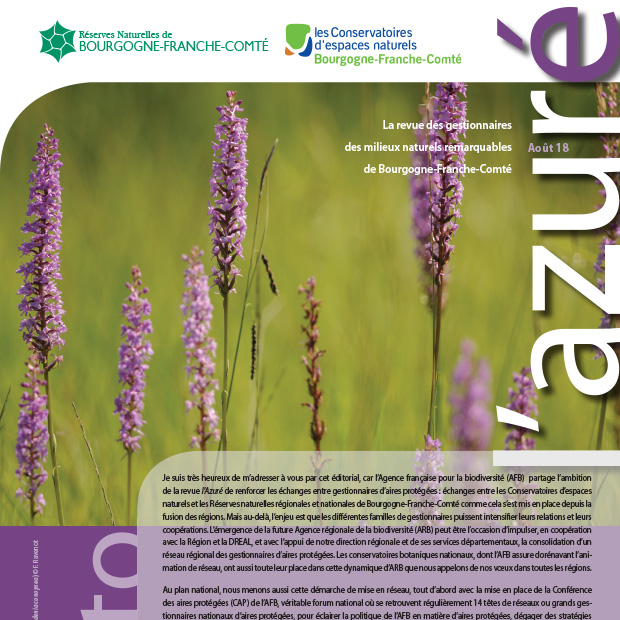 Réserves Naturelles de
BOURGOGNE-FRANCHE-COMTÉ
les Conservatoires
d'espaces naturels
Bourgogne-Franche-Comté
l'azuré
La revue des gestionnaires
des milieux naturels remarquables
de Bourgogne-Franche-Comté
Août 18
Je suis très heureux de m'adresser à vous par cet éditorial, car l'Agence française pour la biodiversité (AFB) partage l'ambition
de la revue l'Azuré de renforcer les échanges entre gestionnaires d'aires protégées : échanges entre les Conservatoires d'espaces
naturels et les Réserves naturelles régionales et nationales de Bourgogne-Franche-Comté comme cela s'est mis en place depuis la
fusion des régions. Mais au-delà, l'enjeu est que les différentes familles de gestionnaires puissent intensifier leurs relations et leurs
coopérations. L'émergence de la future Agence régionale de la biodiversité (ARB) peut être l'occasion d'impulser, en coopération
avec la Région et la DREAL, et avec l'appui de notre direction régionale et de ses services départementaux, la consolidation d'un
réseau régional des gestionnaires d'aires protégées. Les conservatoires botaniques nationaux, dont l'AFB assure dorénavant l'ani-
mation de réseau, ont aussi toute leur place dans cette dynamique d'ARB que nous appelons de nos vœux dans toutes les régions.
Au plan national, nous menons aussi cette démarche de mise en réseau, tout d'abord avec la mise en place de la Conférence
des aires protégées (CAP) de l'AFB, véritable forum national où se retrouvent régulièrement 14 têtes de réseaux ou grands ges-
tionnaires nationaux d'aires protégées, pour éclairer la politique de l'AFB en matière d'aires protégées, dégager des stratégies
to